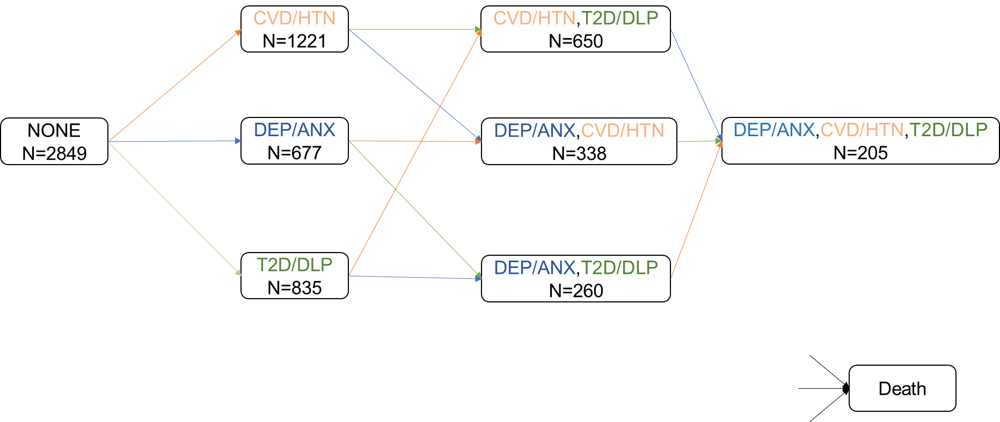 CVD/HTN
N=1221
CVD/HTN,T2D/DLP
N=650
NONE
N=2849
DEP/ANX
N=677
DEP/ANX,CVD/HTN
N=338
DEP/ANX,CVD/HTN,T2D/DLP
N=205
T2D/DLP
N=835
DEP/ANX,T2D/DLP
N=260
Death